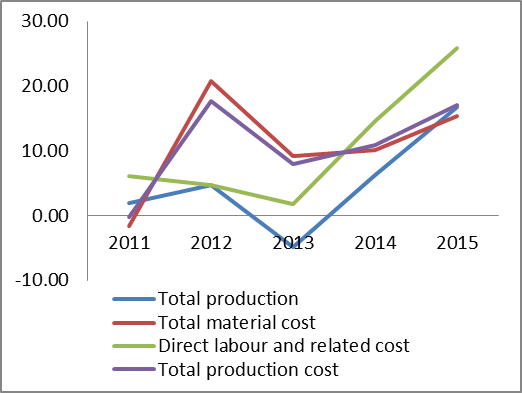 30.00
20.00
10.00
0.00
2011 2012 2013 2014 2015
-10.00
Total production
Total material cost
Direct labour and related cost
Total production cost